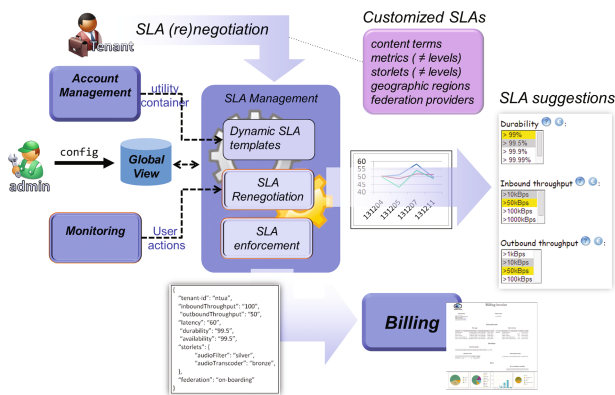 SLA (re)negotiation
Tenant
Customized SLAs
content terms
metrics ( ≠ levels)
storlets ( ≠ levels)
geographic regions
federation providers
Account
Management
utility
container
SLA Management
Dynamic SLA
templates
SLA
Renegotiation
SLA
enforcement
admin
config
Global
View
Monitoring
User
actions
60
55
50
45
40
131204
131205
131207
131211
SLA suggestions
Durability
> 99%
> 99.5%
> 99.9%
> 99.99%
Inbound throughput
>10kBps
>50kBps
>100kBps
>1000kBps
Outbound throughput
>1kBps
>10kBps
>50kBps
>100kBps
{
"tenant-id": "ntua",
"inboundThroughput": "100",
"outboundThroughput": "50",
"latency": "60",
"durability": "99.5",
"availability": "99.5",
"storlets": {
"audioFilter": "silver",
"audioTranscoder": "bronze",
},
"federation": "on-boarding"
}
Billing